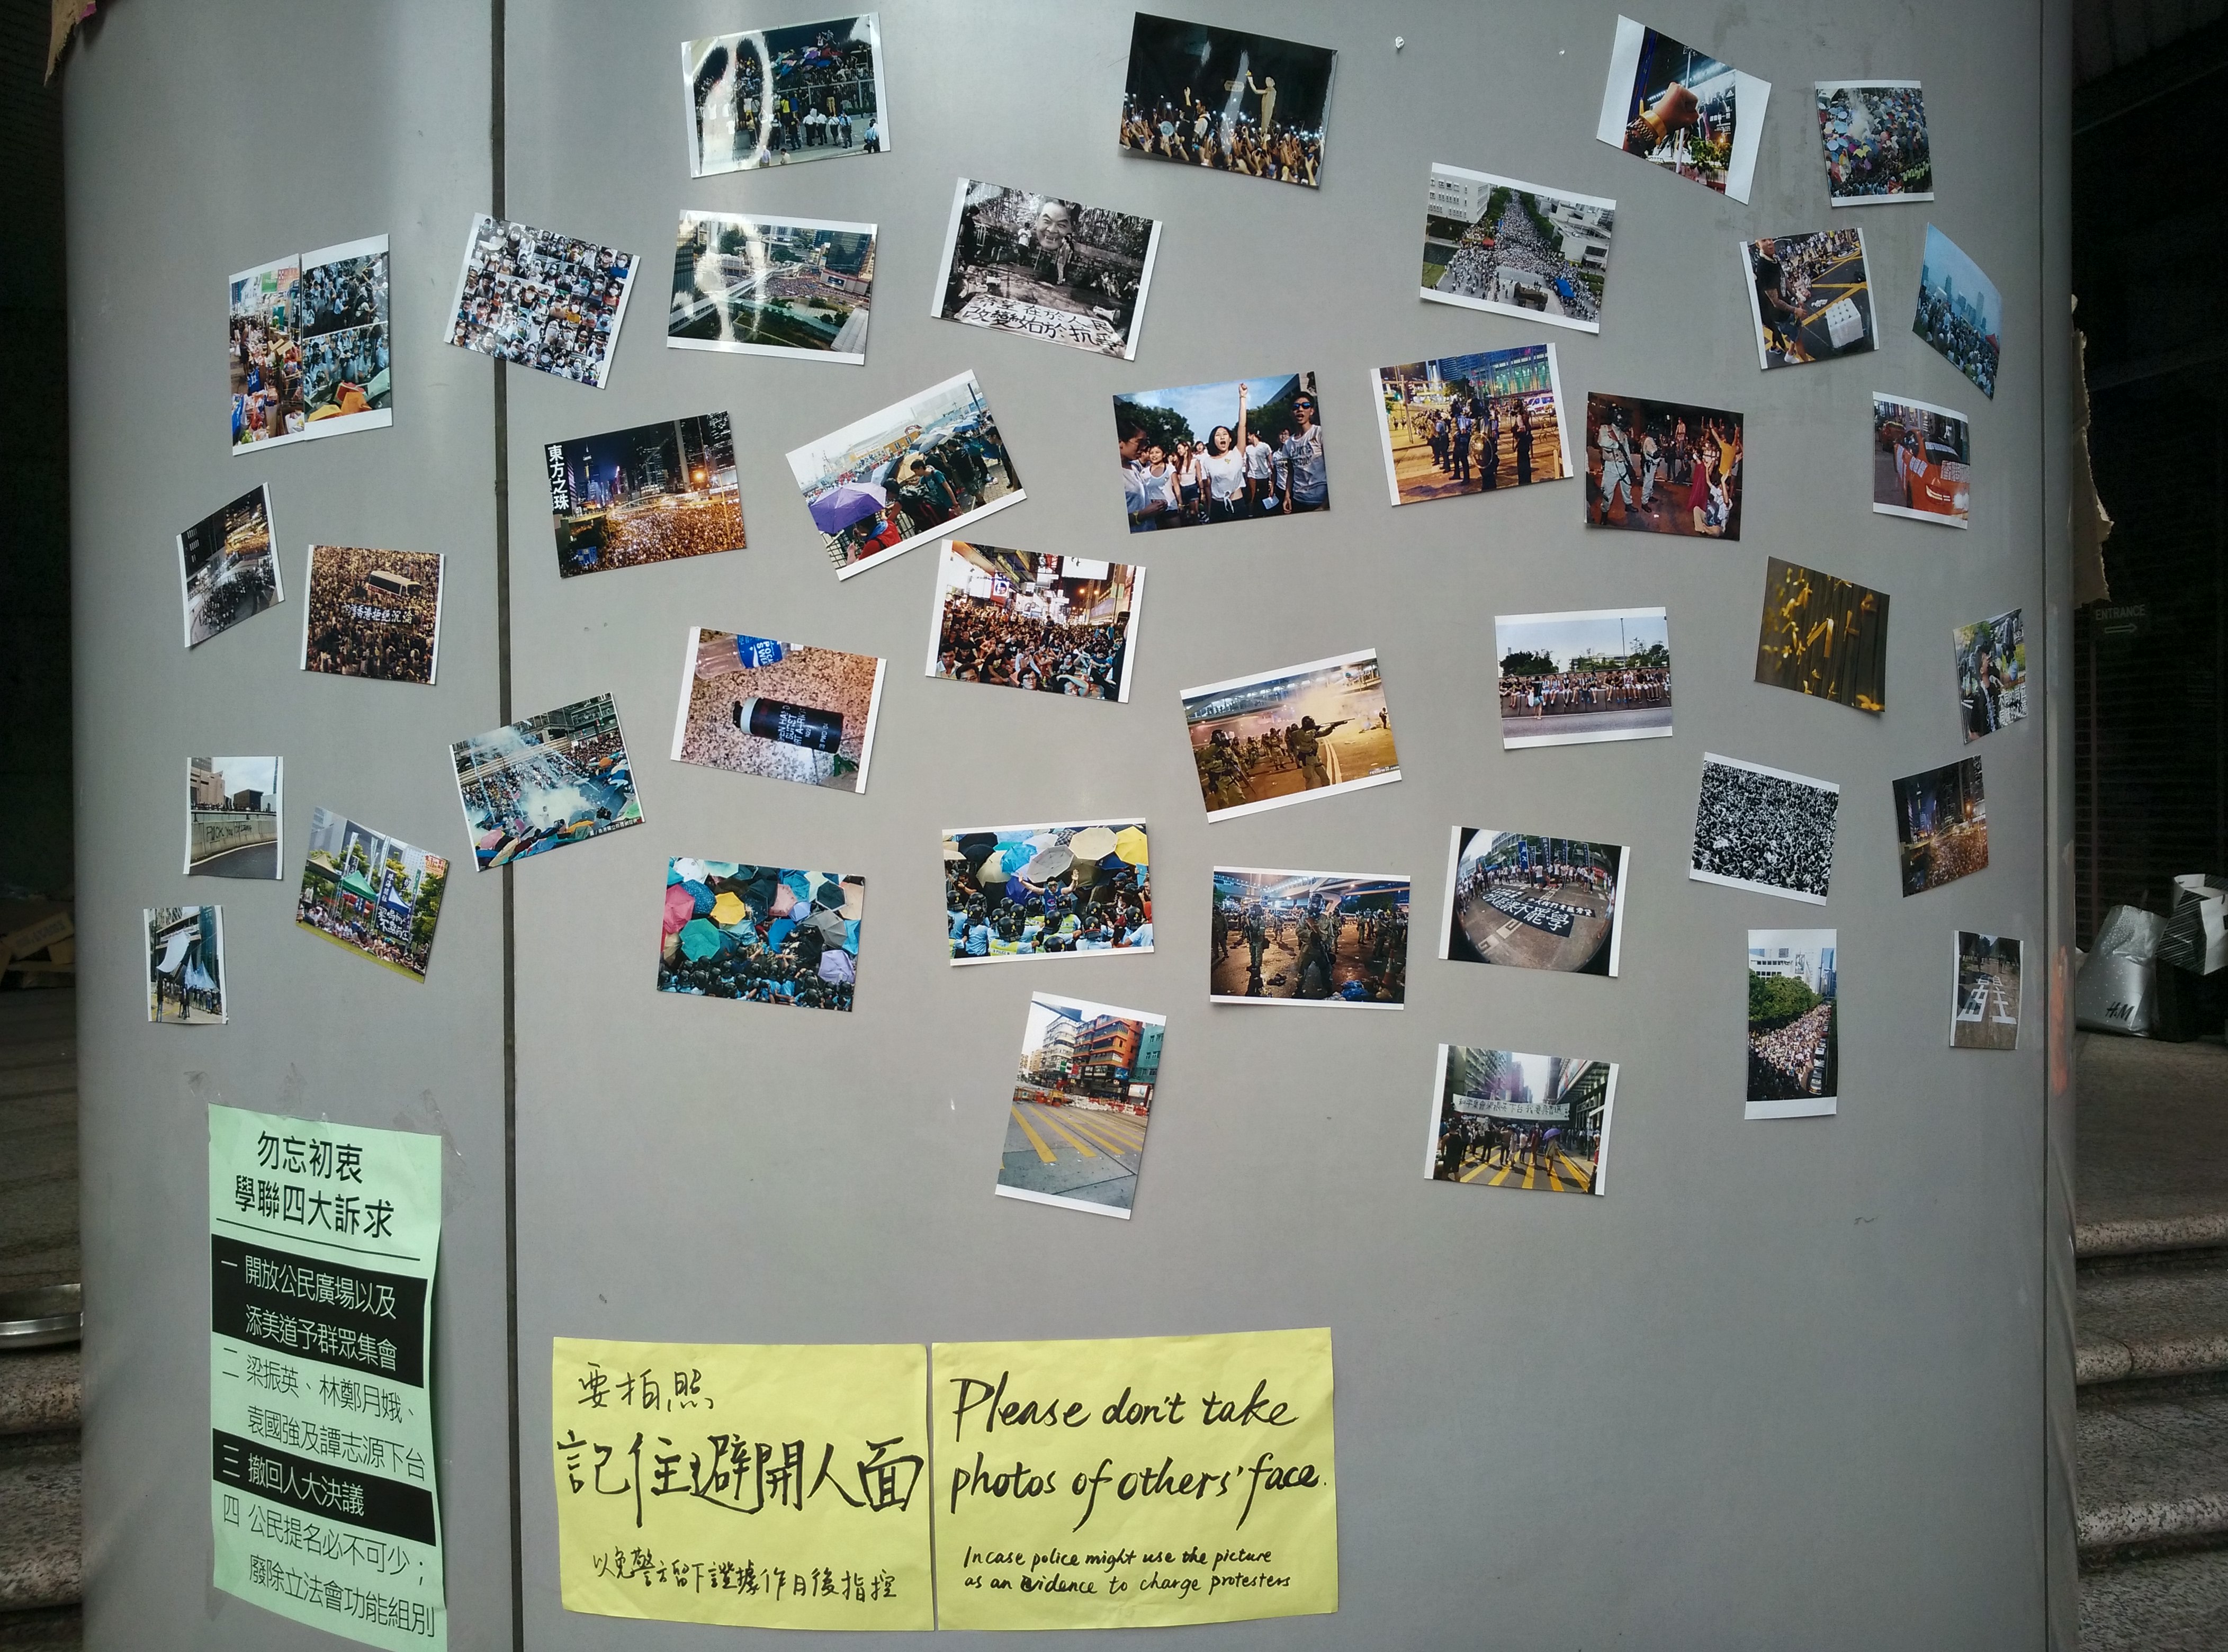 東方之珠
改變始於抗
ENTRANCE
H&M
勿忘初衷
學聯四大訴求
一 開放公民廣場以及
添美道予群眾集會
二 梁振英、林鄭月娥、
袁國強及譚志源下台
三 撤回人大決議
四 公民提名必不可少；
廢除立法會功能組別
要拍照
記住避開人面
以免警方留下證據作日後指控
Please don't take
photos of others' face.
Incase police might use the picture
as an evidence to charge protesters